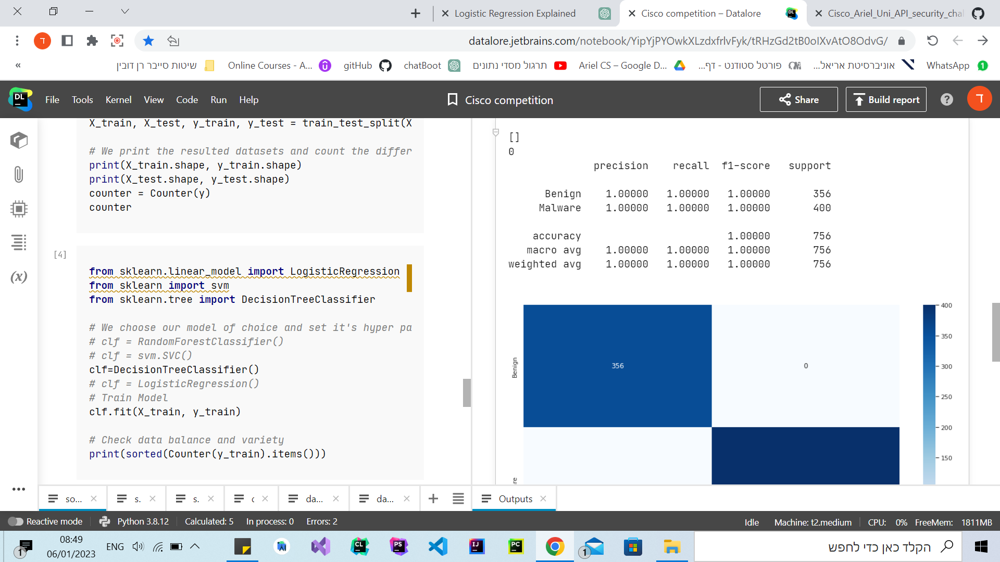 Logistic Regression Explained
Cisco competition – Datalore
Cisco_Ariel_Uni_API_security_chal
datalore.jetbrains.com/notebook/YipYjPYOwkXLzdxfrlvFyk/tRHzGd2tB0oIXvAtO8OdvG/
ד
«
שיטות סייבר רן דובין
Online Courses - A...
gitHub
chatBoot
תרגול מסדי נתונים
Ariel CS – Google D...
פורטל סטודנט - דף...
אוניברסיטת אריאל...
WhatsApp
1
DL
File Tools Kernel View Code Run Help
Cisco competition
Share
Build report
?
ד
X_train, X_test, y_train, y_test = train_test_split(X
# We print the resulted datasets and count the differ
print(X_train.shape, y_train.shape)
print(X_test.shape, y_test.shape)
counter = Counter(y)
counter
[4]
from sklearn.linear_model import LogisticRegression
from sklearn import svm
from sklearn.tree import DecisionTreeClassifier
# We choose our model of choice and set it's hyper pa
# clf = RandomForestClassifier()
# clf = svm.SVC()
clf=DecisionTreeClassifier()
# clf = LogisticRegression()
# Train Model
clf.fit(X_train, y_train)
# Check data balance and variety
print(sorted(Counter(y_train).items()))
(x)
[]
0
precision recall f1-score support
Benign 1.00000 1.00000 1.00000 356
Malware 1.00000 1.00000 1.00000 400
accuracy 1.00000 756
macro avg 1.00000 1.00000 1.00000 756
weighted avg 1.00000 1.00000 1.00000 756
Benign
356
0
400
350
300
250
200
150
re
so...
s.
s.
da...
da...
Outputs
Reactive mode
Python 3.8.12
Calculated: 5
In process: 0
Errors: 2
Idle
Machine: t2.medium
CPU: 0%
FreeMem: 1811MB
1
08:49
06/01/2023
ENG
CL
PS
IJ
PC
1
הקלד כאן כדי לחפש